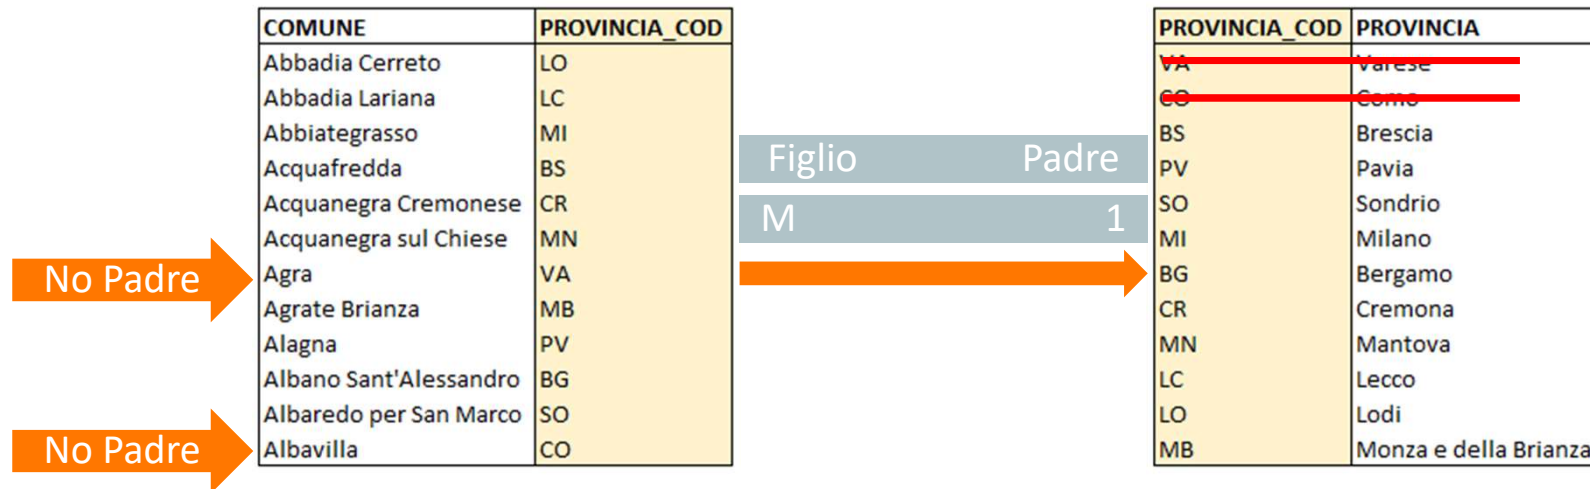 COMUNE PROVINCIA_COD
Abbadia Cerreto LO
Abbadia Lariana LC
Abbiategrasso MI
Acquafredda BS
Acquanegra Cremonese CR
Acquanegra sul Chiese MN
Agra VA
Agrate Brianza MB
Alagna PV
Albano Sant'Alessandro BG
Albaredo per San Marco SO
Albavilla CO
No Padre
No Padre
Figlio Padre
M 1
PROVINCIA_COD PROVINCIA
VA Varese
CO Como
BS Brescia
PV Pavia
SO Sondrio
MI Milano
BG Bergamo
CR Cremona
MN Mantova
LC Lecco
LO Lodi
MB Monza e della Brianza